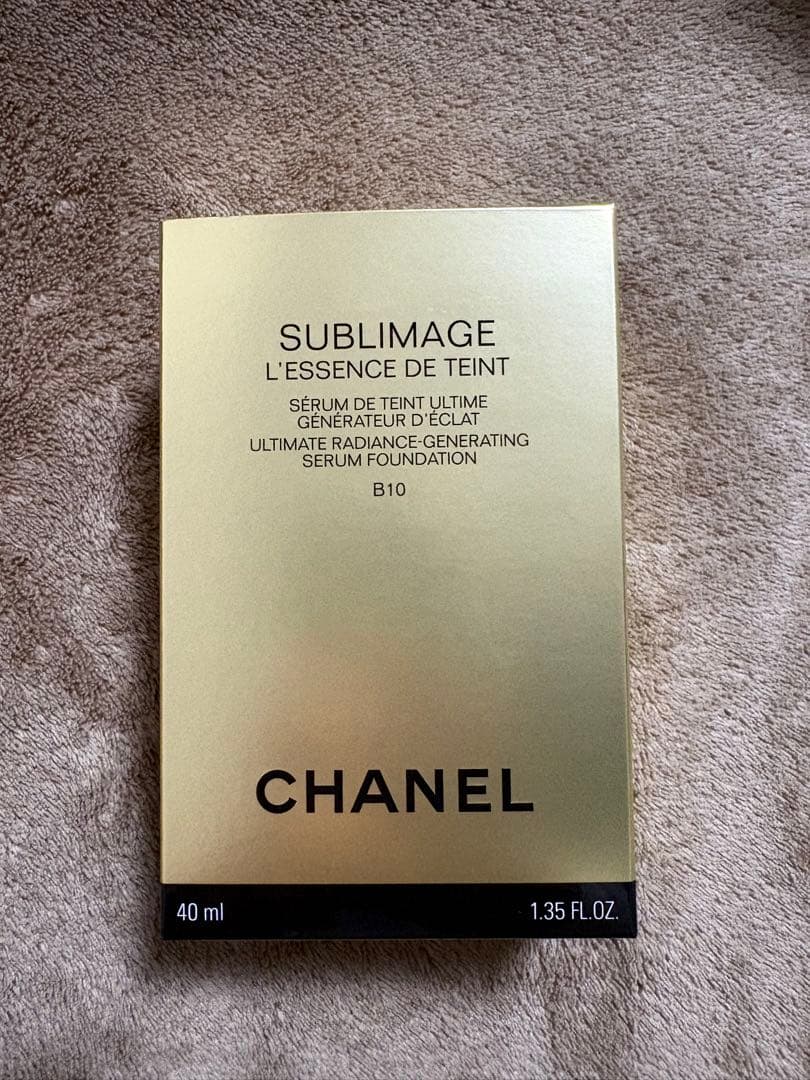 SUBLIMAGE
L'ESSENCE DE TEINT
SÉRUM DE TEINT ULTIME
GÉNÉRATEUR D'ÉCLAT
ULTIMATE RADIANCE-GENERATING
SERUM FOUNDATION
B10
CHANEL
40 ml 1.35 FL.OZ.